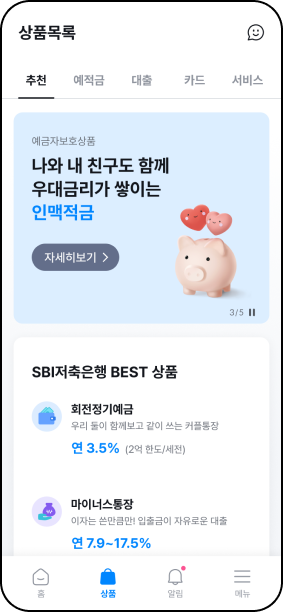 상품목록
추천 예적금 대출 카드 서비스
예금자보호상품
나와 내 친구도 함께
우대금리가 쌓이는
인맥적금
자세히보기
3/5
SBI저축은행 BEST 상품
회전정기예금
우리 둘이 함께보고 같이 쓰는 커플통장
연 3.5% (2억 한도/세전)
마이너스통장
이자는 쓴만큼만! 입출금이 자유로운 대출
연 7.9~17.5%
홈 상품 알림 메뉴